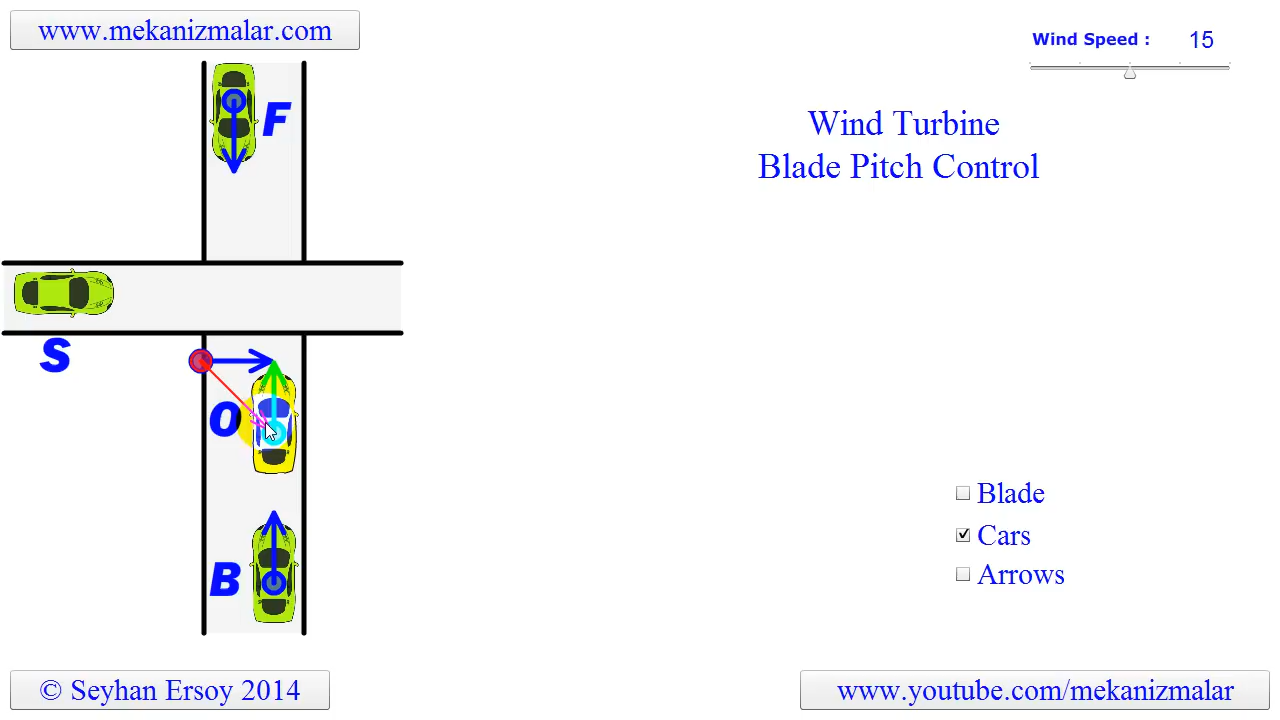 www.mekanizmalar.com
Wind Speed : 15
F
Wind Turbine
Blade Pitch Control
S
O
B
Blade
Cars
Arrows
© Seyhan Ersoy 2014
www.youtube.com/mekanizmalar